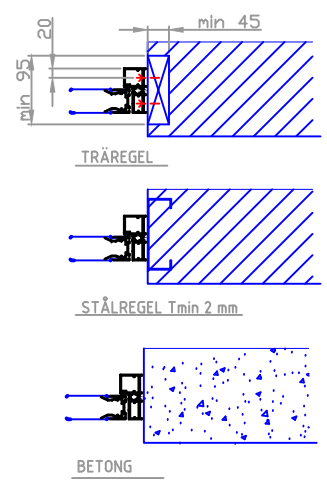 min 45
20
min 95
TRÄREGEL
STÅLREGEL Tmin 2 mm
BETONG